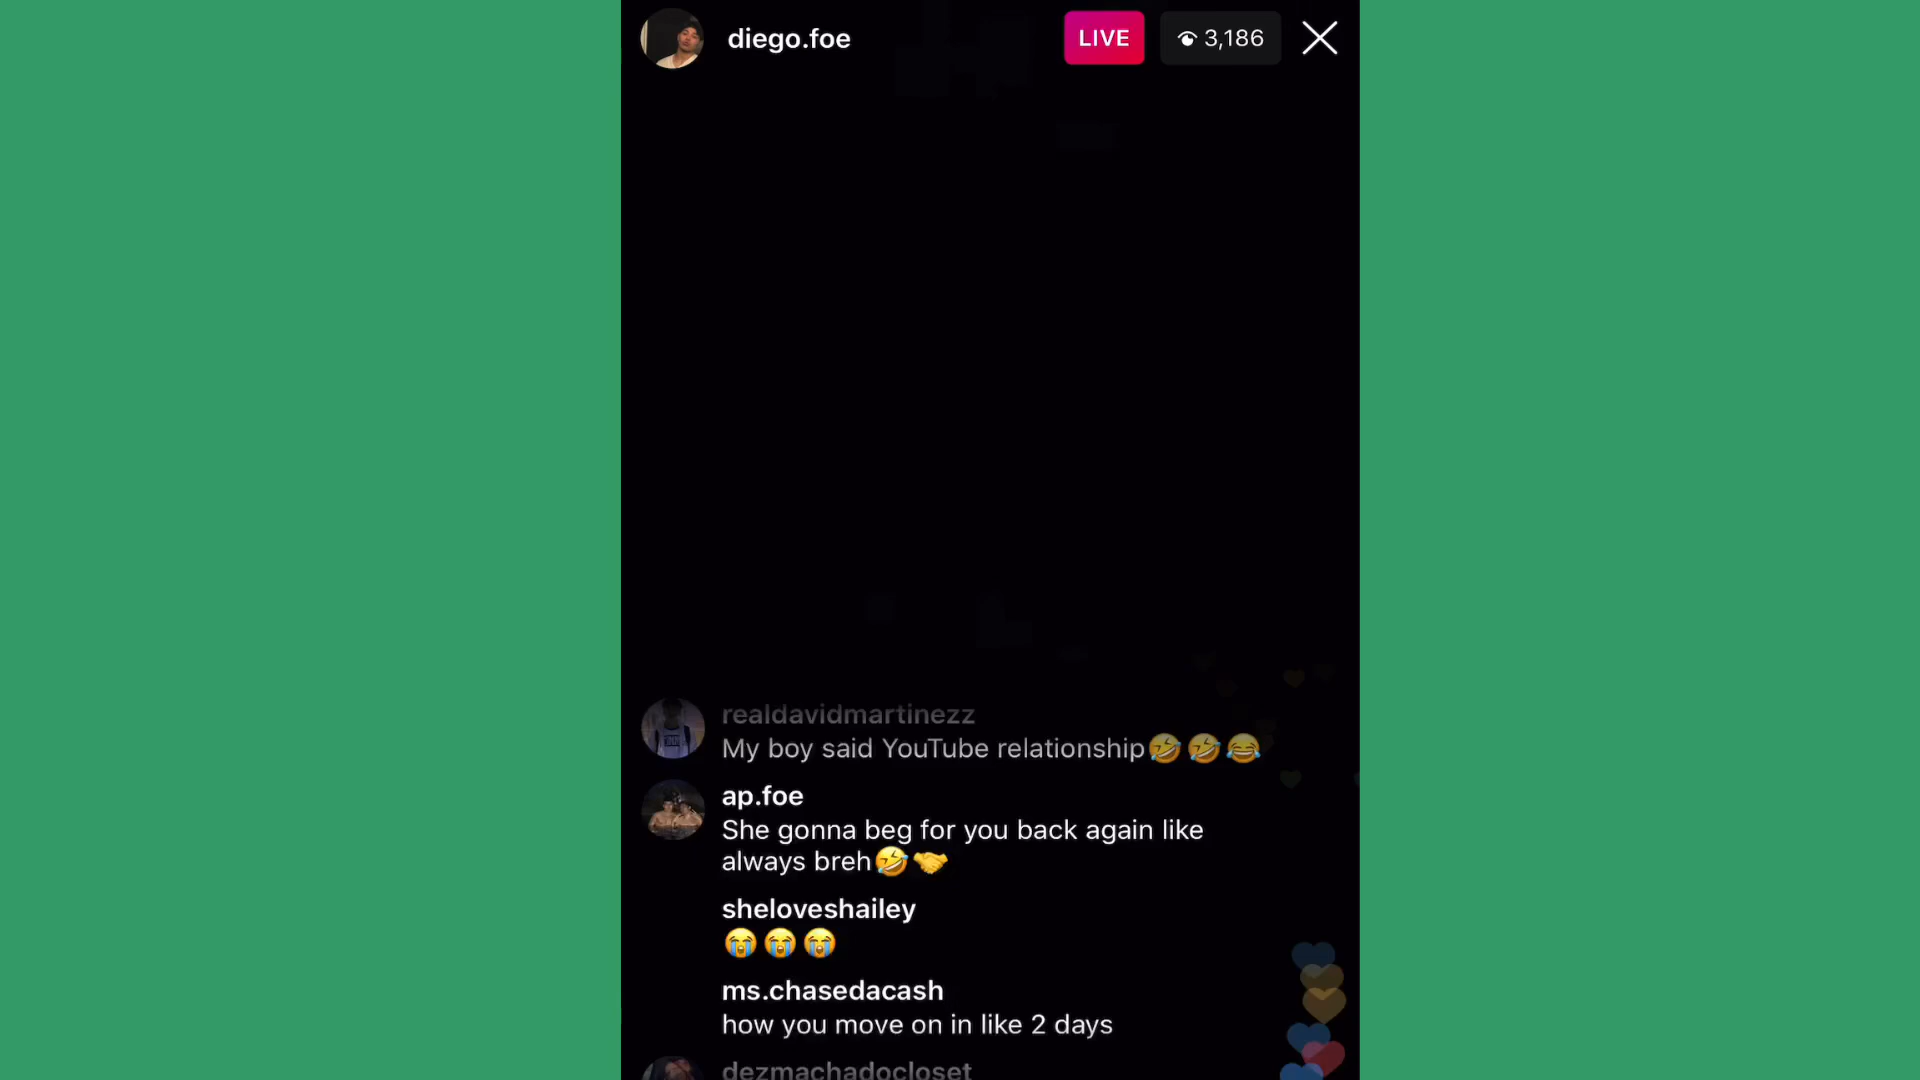 diego.foe
LIVE
3,186
realdavidmartinezz
My boy said YouTube relationship🤣🤣😂
ap.foe
She gonna beg for you back again like
always breh🤣🤝
sheloveshailey
😭😭😭
ms.chasedacash
how you move on in like 2 days
dezmachadocloset